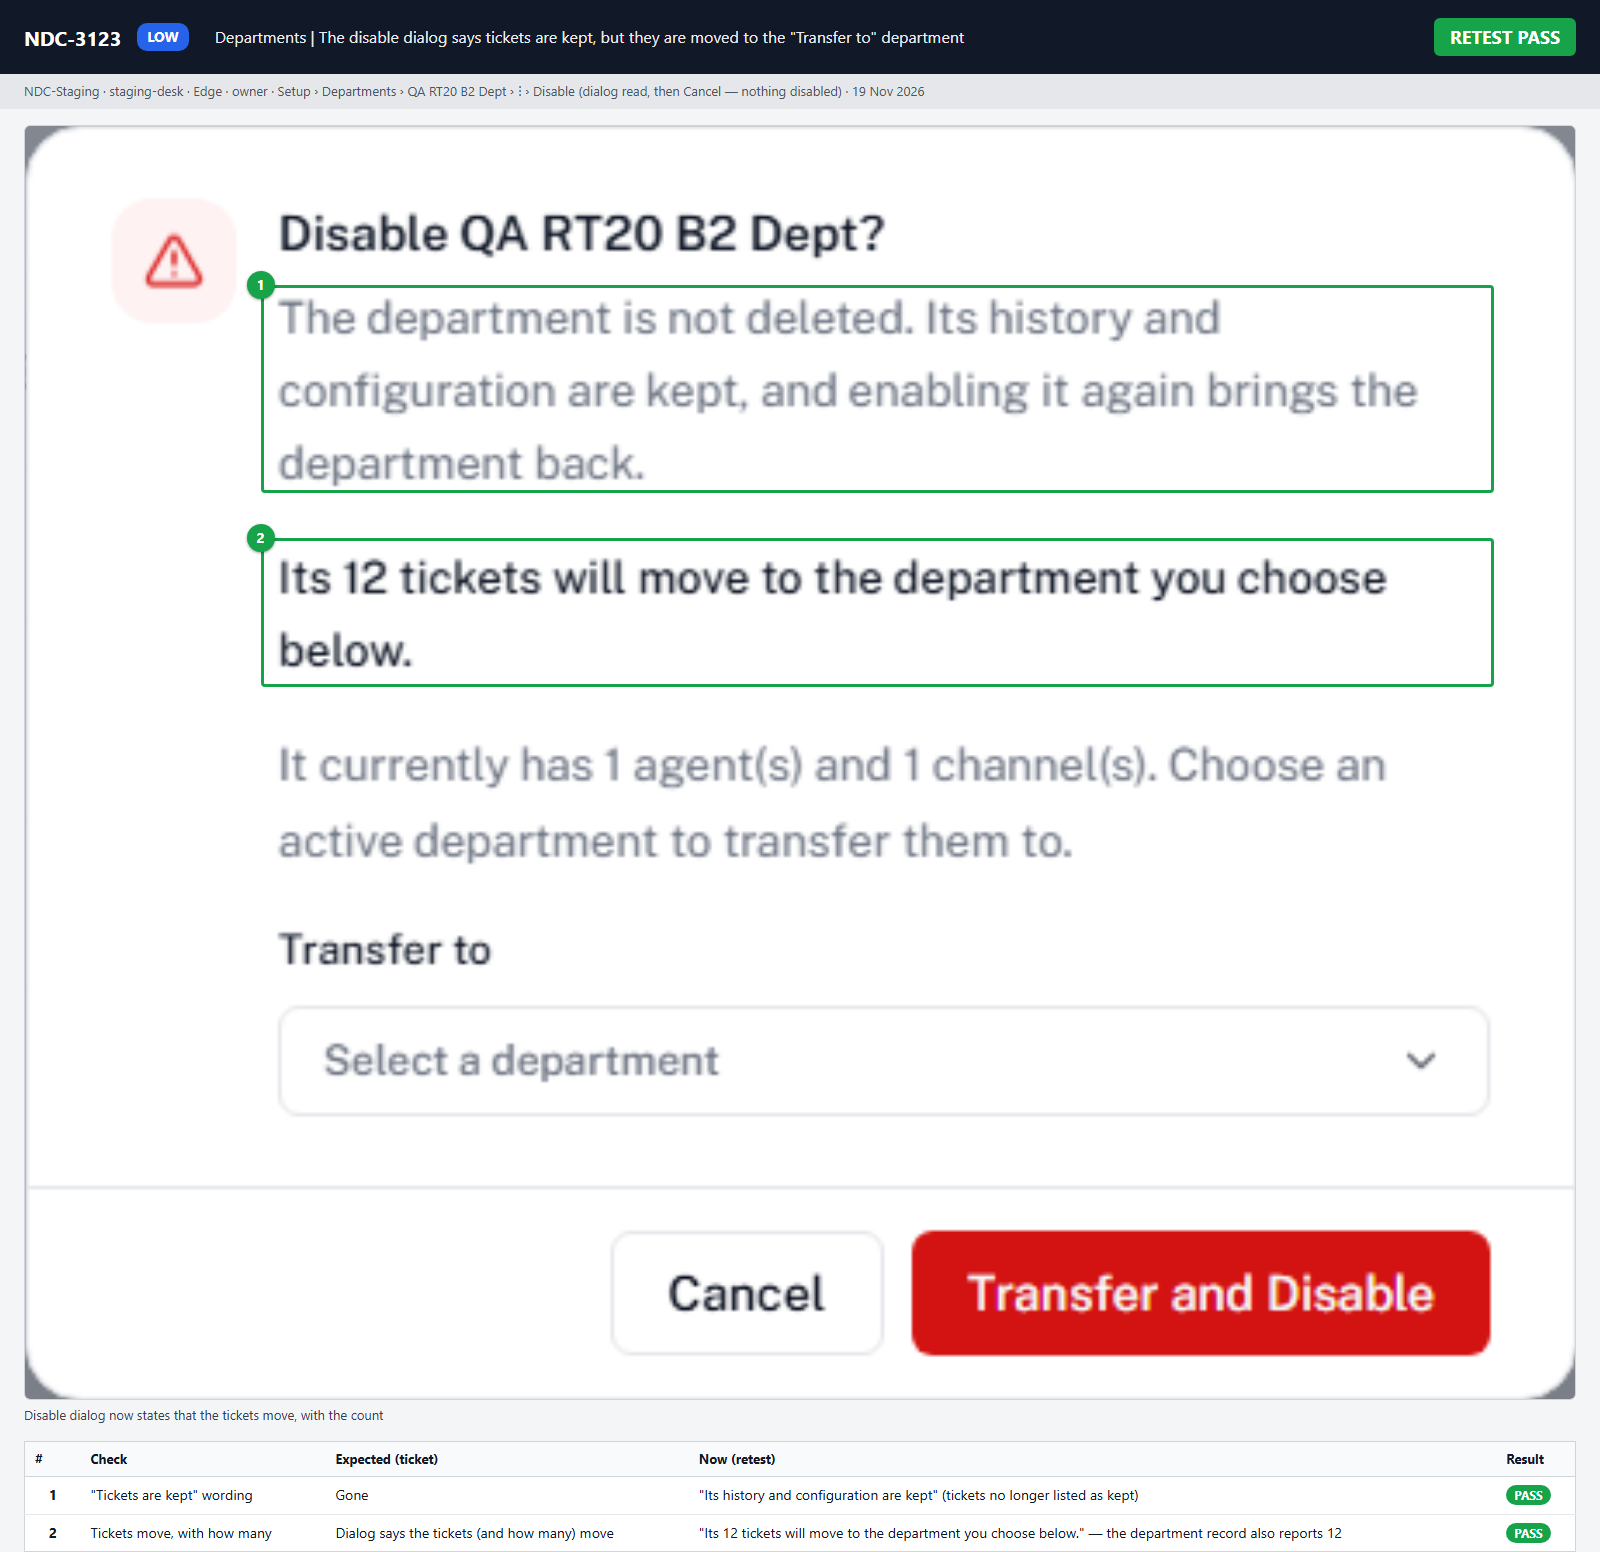 NDC-3123 LOW Departments | The disable dialog says tickets are kept, but they are moved to the "Transfer to" department RETEST PASS
NDC-Staging · staging-desk · Edge · owner · Setup › Departments › QA RT20 B2 Dept › ⋮ › Disable (dialog read, then Cancel — nothing disabled) · 19 Nov 2026
Disable QA RT20 B2 Dept?
1
The department is not deleted. Its history and
configuration are kept, and enabling it again brings the
department back.
2
Its 12 tickets will move to the department you choose
below.
It currently has 1 agent(s) and 1 channel(s). Choose an
active department to transfer them to.
Transfer to
Select a department
Cancel Transfer and Disable
Disable dialog now states that the tickets move, with the count
# Check Expected (ticket) Now (retest) Result
1 "Tickets are kept" wording Gone "Its history and configuration are kept" (tickets no longer listed as kept) PASS
2 Tickets move, with how many Dialog says the tickets (and how many) move "Its 12 tickets will move to the department you choose below." — the department record also reports 12 PASS